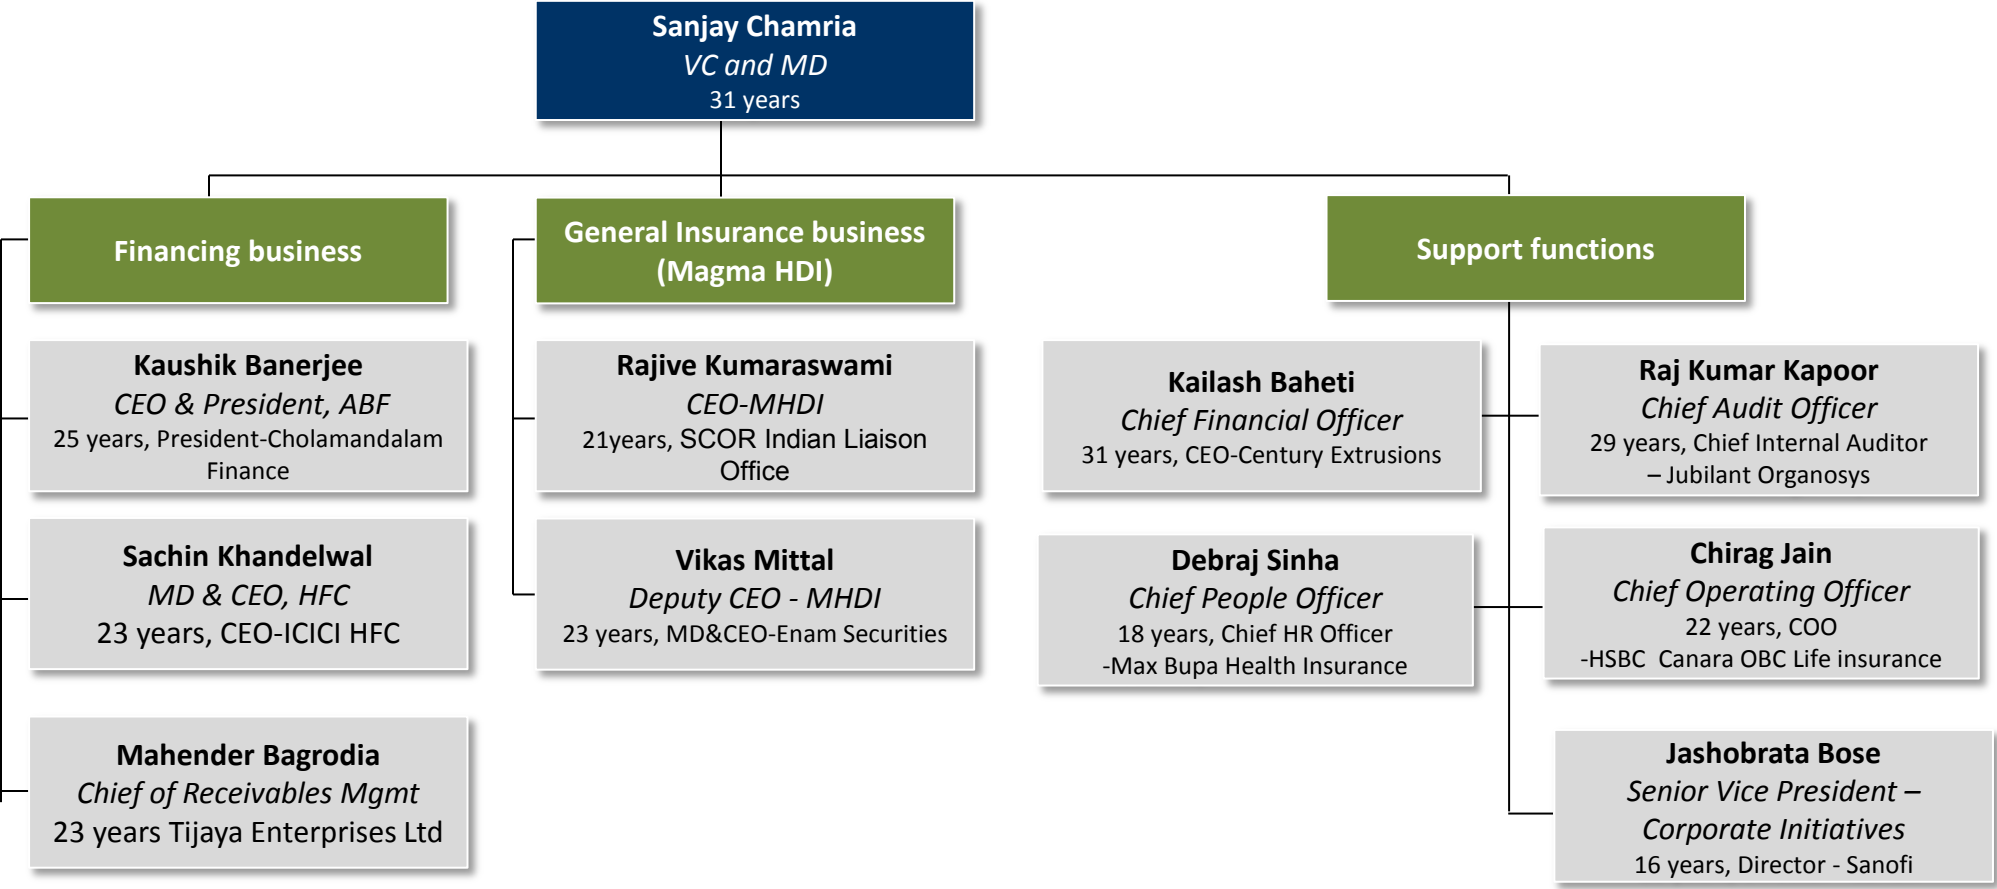 Sanjay Chamria
VC and MD
31 years
Financing business
Kaushik Banerjee
CEO & President, ABF
25 years, President-Cholamandalam
Finance
Sachin Khandelwal
MD & CEO, HFC
23 years, CEO-ICICI HFC
Mahender Bagrodia
Chief of Receivables Mgmt
23 years Tijaya Enterprises Ltd
General Insurance business
(Magma HDI)
Rajive Kumaraswami
CEO-MHDI
21years, SCOR Indian Liaison
Office
Vikas Mittal
Deputy CEO - MHDI
23 years, MD&CEO-Enam Securities
Support functions
Kailash Baheti
Chief Financial Officer
31 years, CEO-Century Extrusions
Raj Kumar Kapoor
Chief Audit Officer
29 years, Chief Internal Auditor
– Jubilant Organosys
Debraj Sinha
Chief People Officer
18 years, Chief HR Officer
-Max Bupa Health Insurance
Chirag Jain
Chief Operating Officer
22 years, COO
-HSBC  Canara OBC Life insurance
Jashobrata Bose
Senior Vice President –
Corporate Initiatives
16 years, Director - Sanofi